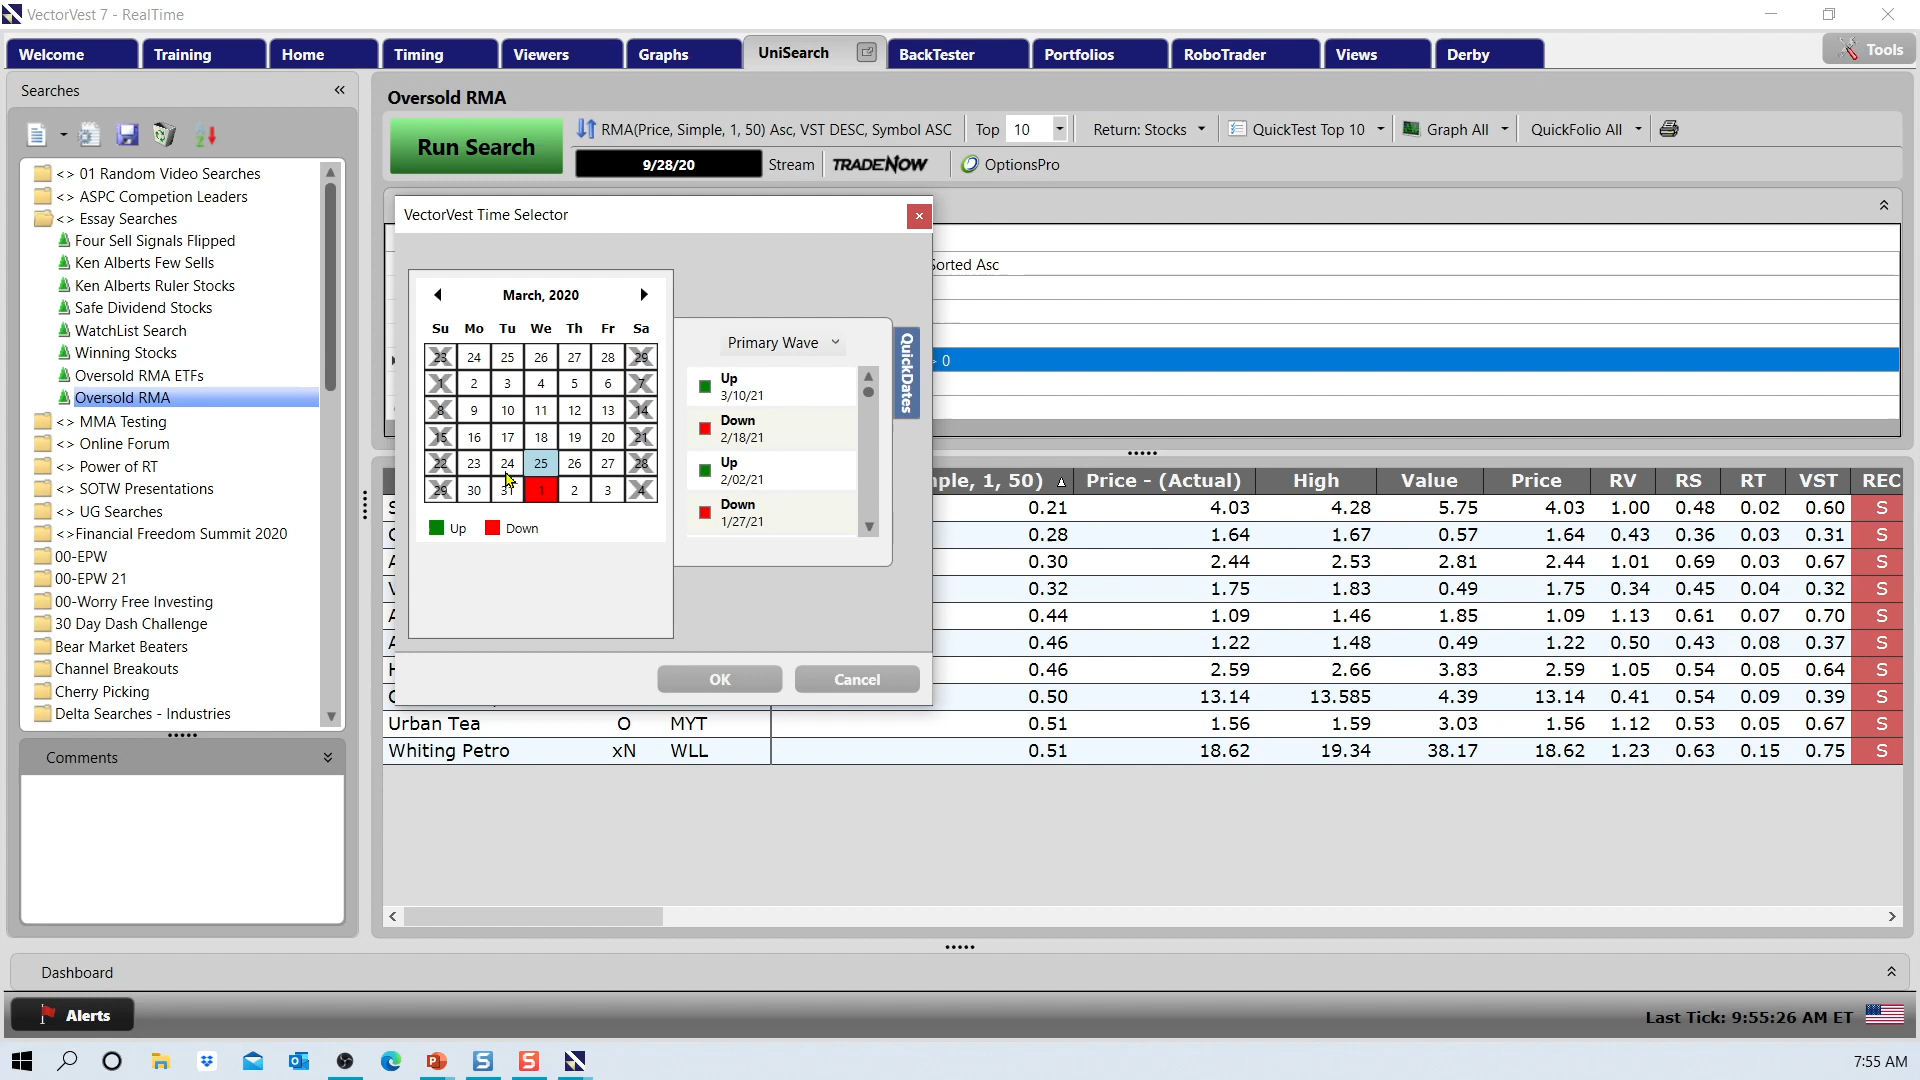 VectorVest 7 - RealTime
Welcome Training Home Timing Viewers Graphs UniSearch BackTester Portfolios RoboTrader Views Derby Tools
Searches «
<> 01 Random Video Searches
<> ASPC Competion Leaders
<> Essay Searches
Four Sell Signals Flipped
Ken Alberts Few Sells
Ken Alberts Ruler Stocks
Safe Dividend Stocks
WatchList Search
Winning Stocks
Oversold RMA ETFs
Oversold RMA
<> MMA Testing
<> Online Forum
<> Power of RT
<> SOTW Presentations
<> UG Searches
<>Financial Freedom Summit 2020
00-EPW
00-EPW 21
00-Worry Free Investing
30 Day Dash Challenge
Bear Market Beaters
Channel Breakouts
Cherry Picking
Delta Searches - Industries
Comments
Oversold RMA
Run Search
RMA(Price, Simple, 1, 50) Asc, VST DESC, Symbol ASC Top 10 Return: Stocks QuickTest Top 10 Graph All QuickFolio All
9/28/20 Stream TRADENOW OptionsPro
Sorted Asc
> 0
VectorVest Time Selector
March, 2020
Su Mo Tu We Th Fr Sa
23 24 25 26 27 28 29
1 2 3 4 5 6 7
8 9 10 11 12 13 14
15 16 17 18 19 20 21
22 23 24 25 26 27 28
29 30 31 1 2 3 4
Up Down
Primary Wave
Up
3/10/21
Down
2/18/21
Up
2/02/21
Down
1/27/21
QuickDates
OK Cancel
nple, 1, 50) Price - (Actual) High Value Price RV RS RT VST REC
S 0.21 4.03 4.28 5.75 4.03 1.00 0.48 0.02 0.60 S
C 0.28 1.64 1.67 0.57 1.64 0.43 0.36 0.03 0.31 S
A 0.30 2.44 2.53 2.81 2.44 1.01 0.69 0.03 0.67 S
V 0.32 1.75 1.83 0.49 1.75 0.34 0.45 0.04 0.32 S
A 0.44 1.09 1.46 1.85 1.09 1.13 0.61 0.07 0.70 S
A 0.46 1.22 1.48 0.49 1.22 0.50 0.43 0.08 0.37 S
H 0.46 2.59 2.66 3.83 2.59 1.05 0.54 0.05 0.64 S
C 0.50 13.14 13.585 4.39 13.14 0.41 0.54 0.09 0.39 S
Urban Tea O MYT 0.51 1.56 1.59 3.03 1.56 1.12 0.53 0.05 0.67 S
Whiting Petro xN WLL 0.51 18.62 19.34 38.17 18.62 1.23 0.63 0.15 0.75 S
Dashboard
Alerts
Last Tick: 9:55:26 AM ET
7:55 AM